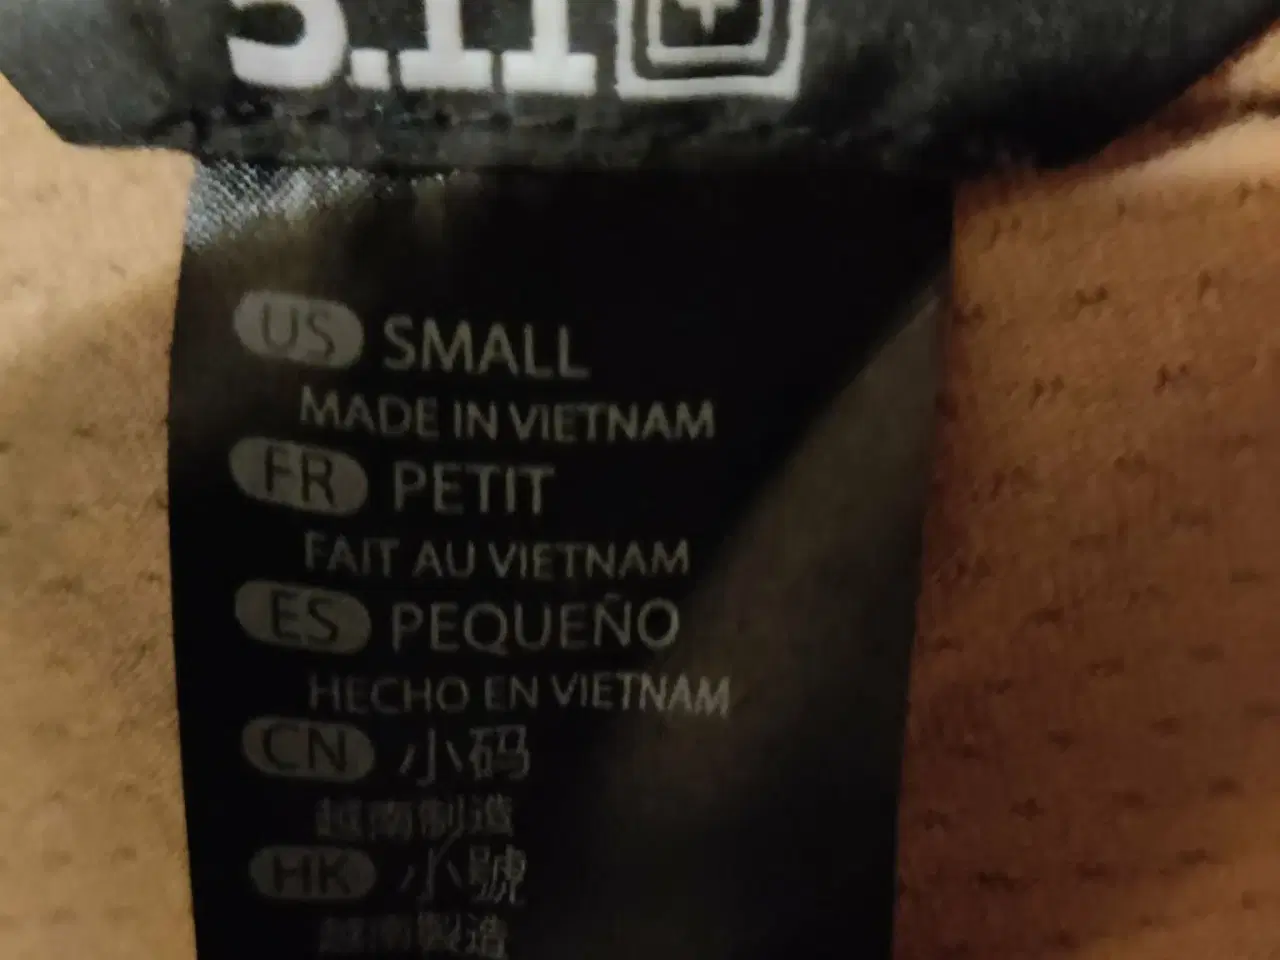 5.11
US SMALL
MADE IN VIETNAM
FR PETIT
FAIT AU VIETNAM
ES PEQUEÑO
HECHO EN VIETNAM
CN 小码
越南制造
HK 小號
越南製造